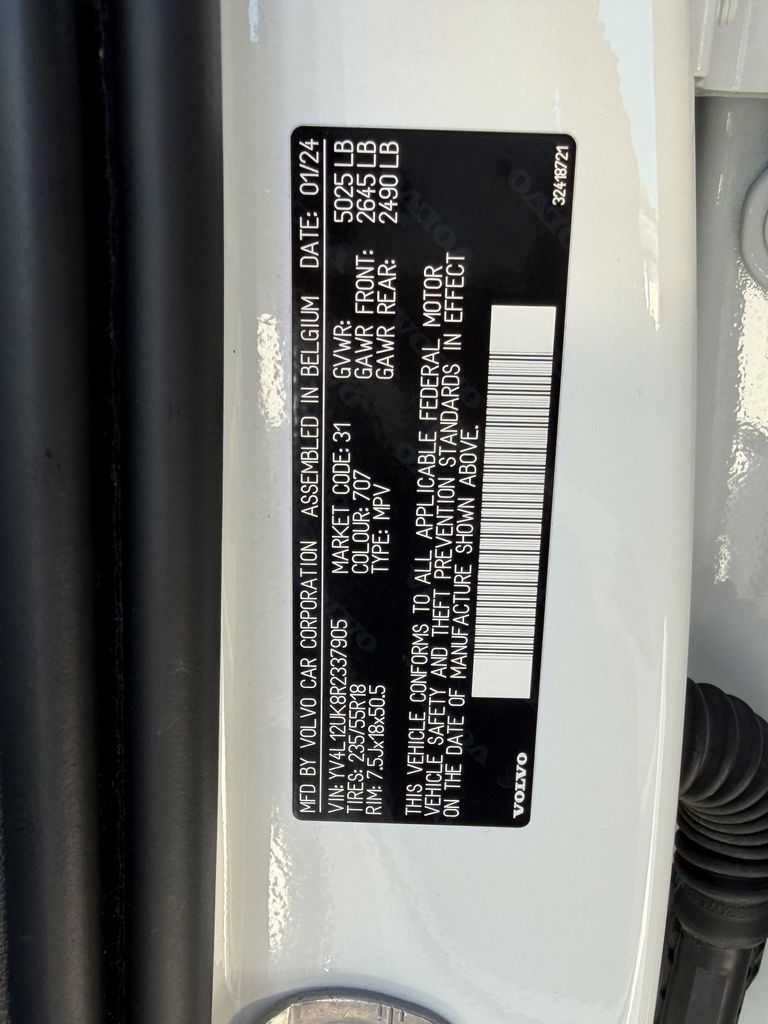 MFD BY VOLVO CAR CORPORATION ASSEMBLED IN BELGIUM DATE: 01/24
VIN: YV4L12UK8R2337905 MARKET CODE: 31 GVWR: 5025 LB
TIRES: 235/55R18 COLOUR: 707 GAWR FRONT: 2645 LB
RIM: 7.5Jx18x50.5 TYPE: MPV GAWR REAR: 2490 LB
THIS VEHICLE CONFORMS TO ALL APPLICABLE FEDERAL MOTOR
VEHICLE SAFETY AND THEFT PREVENTION STANDARDS IN EFFECT
ON THE DATE OF MANUFACTURE SHOWN ABOVE.
VOLVO 32418721